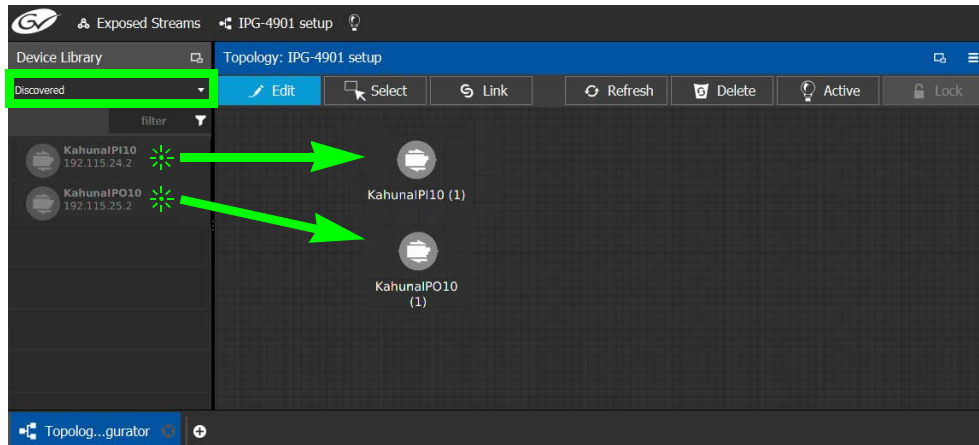 GV Exposed Streams IPG-4901 setup
Device Library
Topology: IPG-4901 setup
Discovered
Edit Select Link Refresh Delete Active Lock
filter
KahunaIPI10
192.115.24.2
KahunaIPO10
192.115.25.2
KahunaIPI10 (1)
KahunaIPO10
(1)
Topolog...gurator